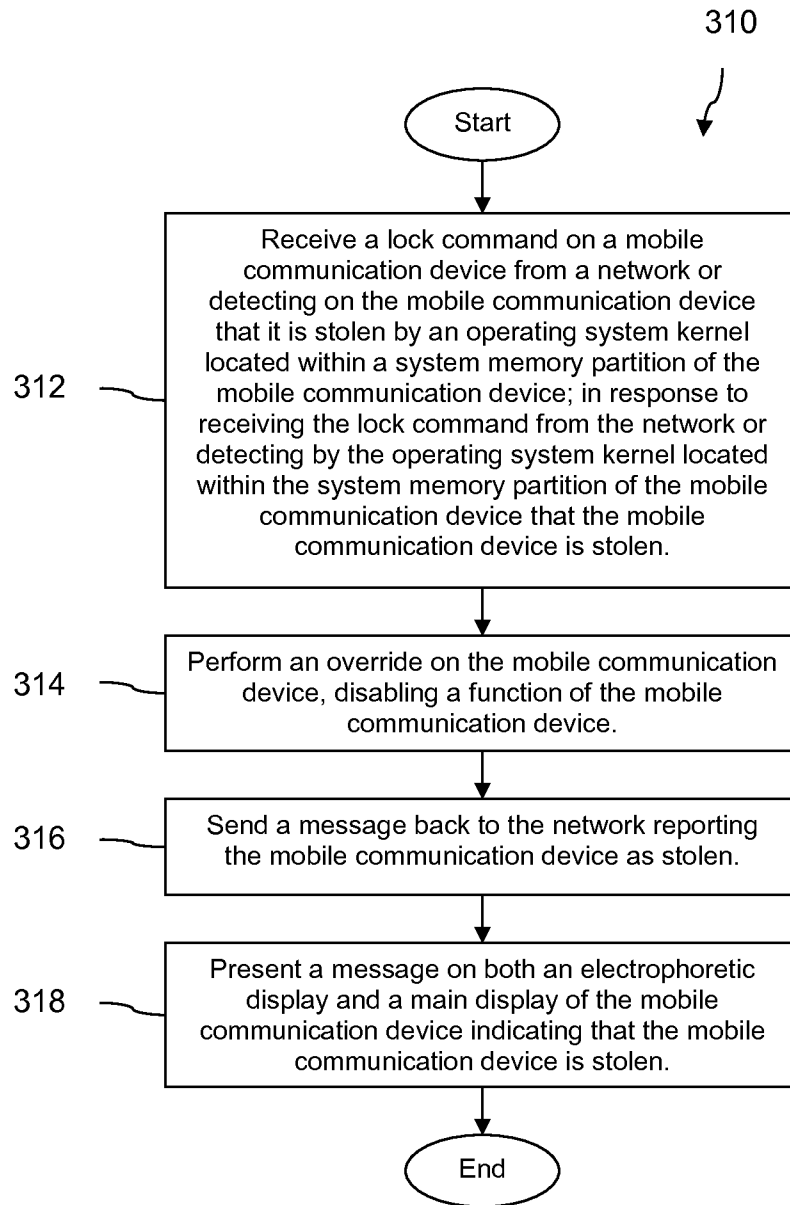 310
Start
Receive a lock command on a mobile
communication device from a network or
detecting on the mobile communication device
that it is stolen by an operating system kernel
located within a system memory partition of the
mobile communication device; in response to
receiving the lock command from the network or
detecting by the operating system kernel located
within the system memory partition of the mobile
communication device that the mobile
communication device is stolen.
312
Perform an override on the mobile communication
device, disabling a function of the mobile
communication device.
314
Send a message back to the network reporting
the mobile communication device as stolen.
316
Present a message on both an electrophoretic
display and a main display of the mobile
communication device indicating that the mobile
communication device is stolen.
318
End